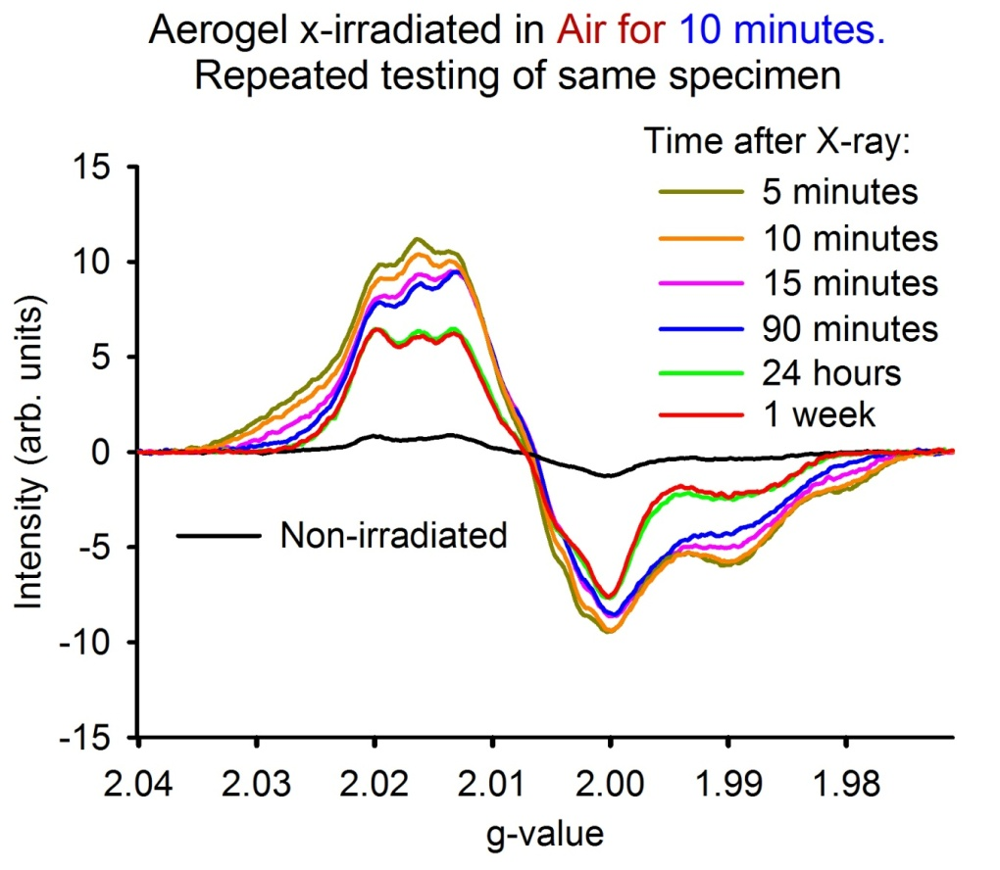 Aerogel x-irradiated in Air for 10 minutes.
Repeated testing of same specimen
Time after X-ray:
5 minutes
10 minutes
15 minutes
90 minutes
24 hours
1 week
Non-irradiated
Intensity (arb. units)
15
10
5
0
-5
-10
-15
2.04 2.03 2.02 2.01 2.00 1.99 1.98
g-value